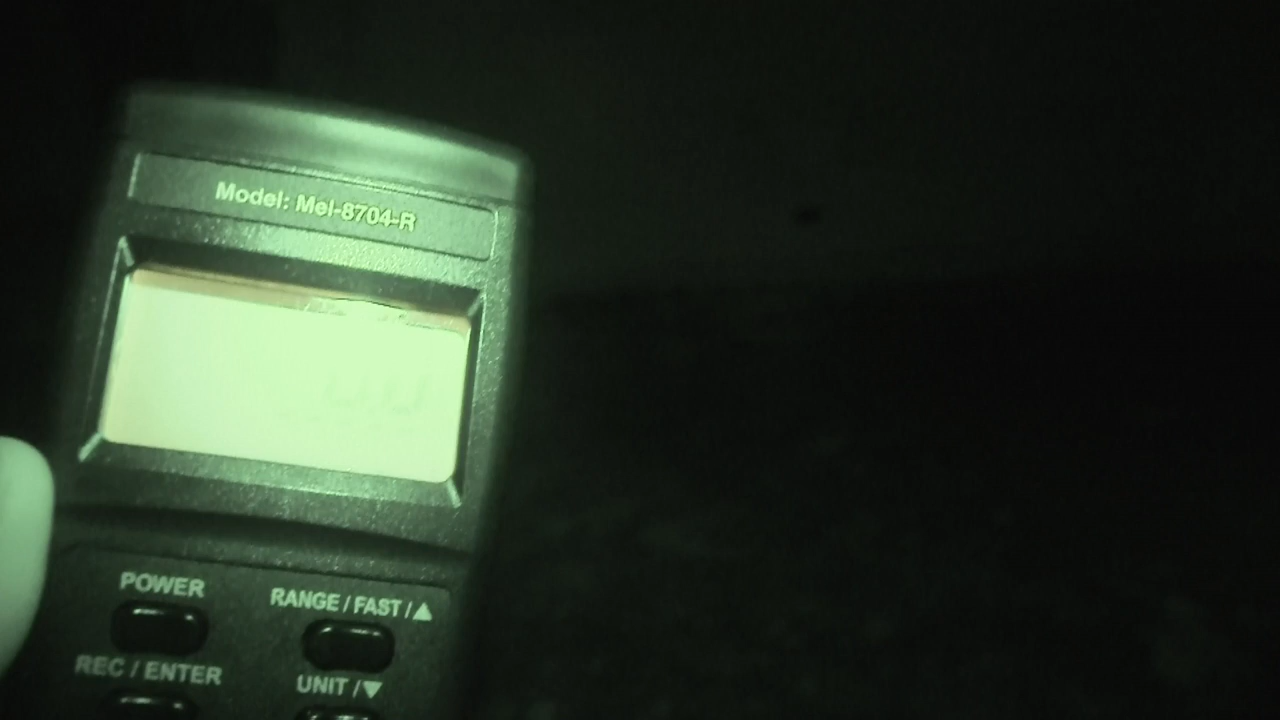 Model: Mel-8704-R
POWER
RANGE / FAST / ▲
REC / ENTER
UNIT / ▼